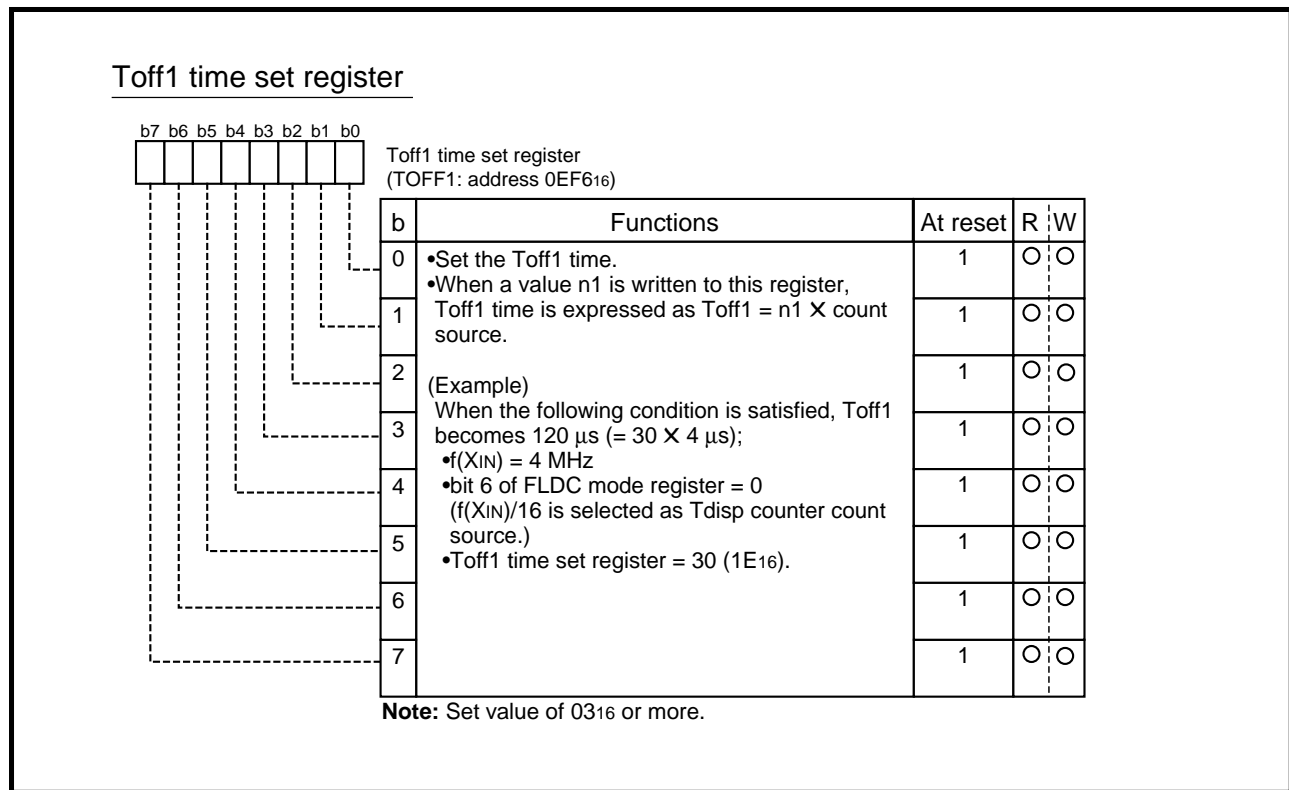 Toff1 time set register
b7 b6 b5 b4 b3 b2 b1 b0
Toff1 time set register
(TOFF1: address 0EF616)
b Functions At reset R W
0 •Set the Toff1 time. 1 ○ ○
•When a value n1 is written to this register,
1 Toff1 time is expressed as Toff1 = n1 ✕ count 1 ○ ○
source.
2 1 ○ ○
(Example)
When the following condition is satisfied, Toff1
3 becomes 120 µs (= 30 ✕ 4 µs); 1 ○ ○
•f(XIN) = 4 MHz
4 •bit 6 of FLDC mode register = 0 1 ○ ○
(f(XIN)/16 is selected as Tdisp counter count
5 source.) 1 ○ ○
•Toff1 time set register = 30 (1E16).
6 1 ○ ○
7 1 ○ ○
Note: Set value of 0316 or more.